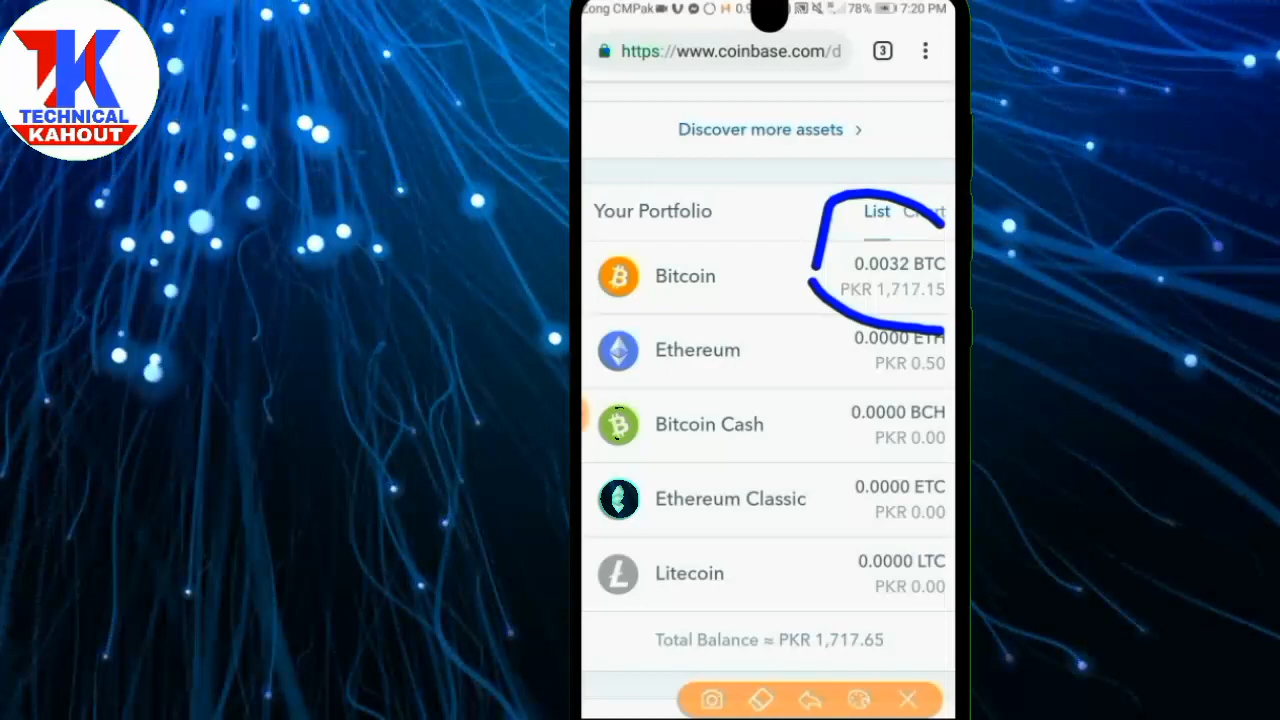 TECHNICAL
KAHOUT
Zong CMPak 78% 7:20 PM
https://www.coinbase.com/d
3
Discover more assets >
Your Portfolio
List Chart
Bitcoin
0.0032 BTC
PKR 1,717.15
Ethereum
0.0000 ETH
PKR 0.50
Bitcoin Cash
0.0000 BCH
PKR 0.00
Ethereum Classic
0.0000 ETC
PKR 0.00
Litecoin
0.0000 LTC
PKR 0.00
Total Balance ≈ PKR 1,717.65